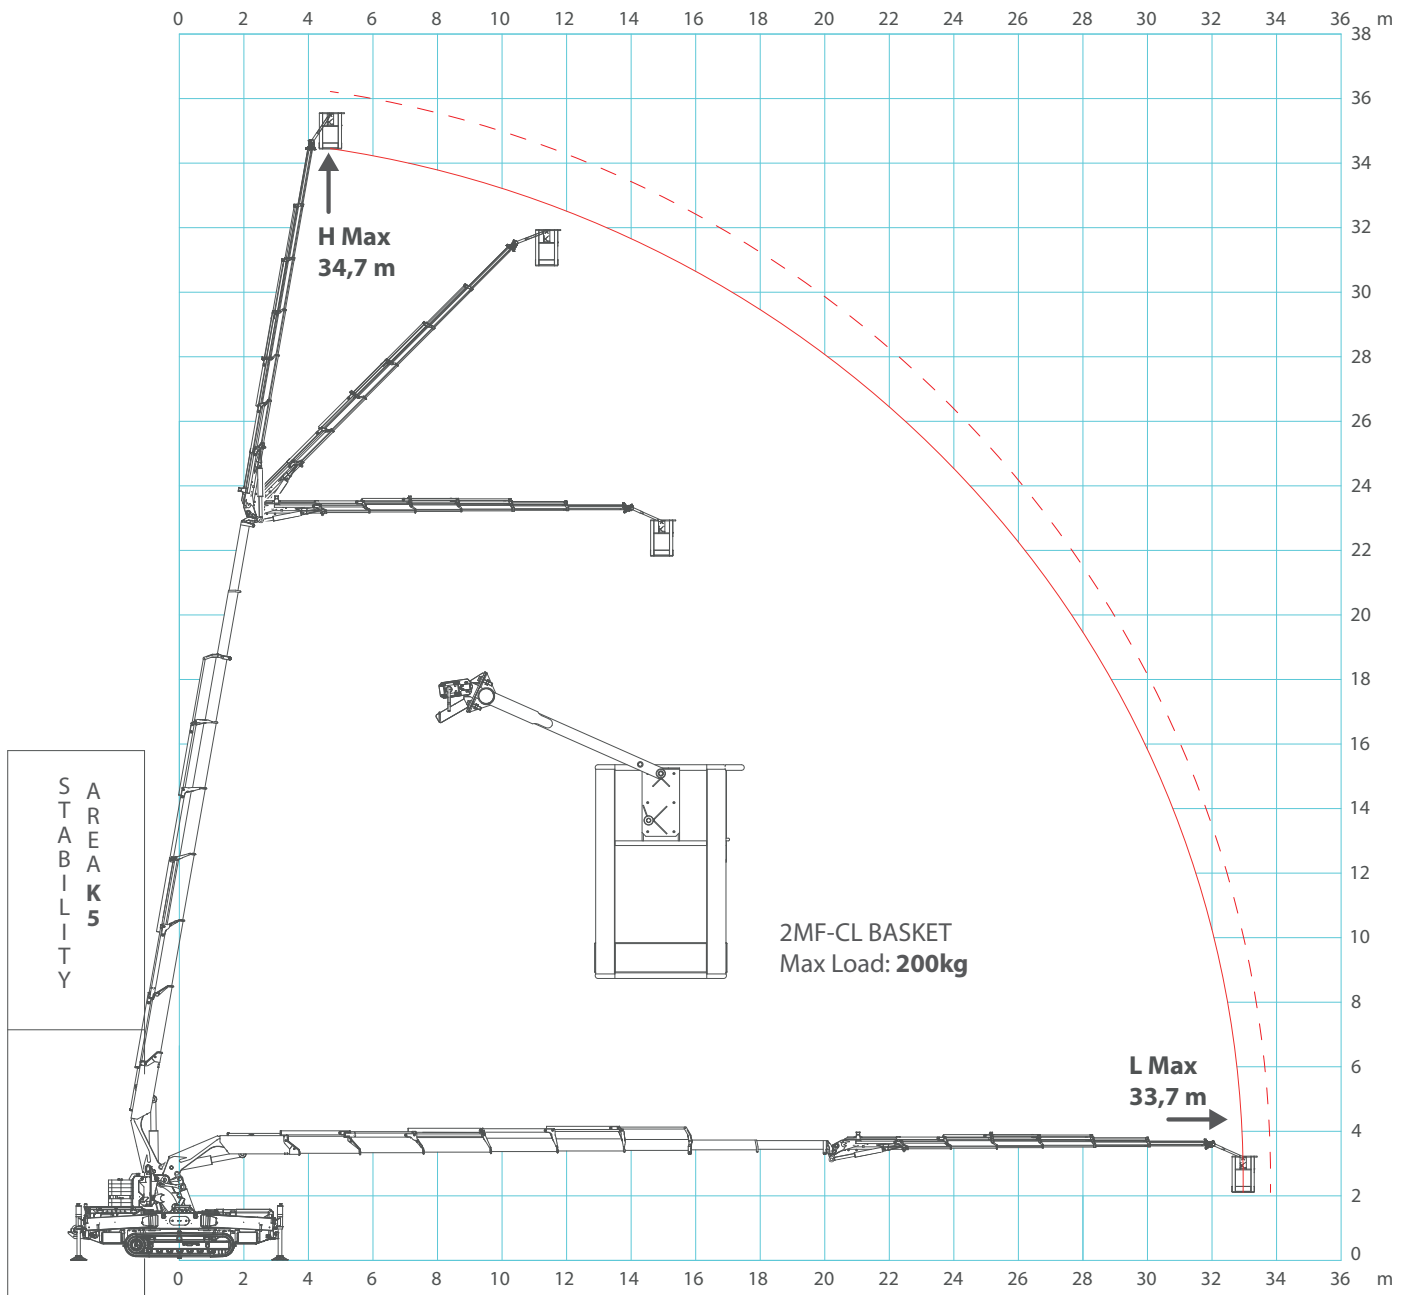 0 2 4 6 8 10 12 14 16 18 20 22 24 26 28 30 32 34 36 m
38
36
34
H Max
34,7 m
32
30
28
26
24
22
20
18
16
STABILITY
AREA K5
14
12
2MF-CL BASKET
Max Load: 200kg
10
8
L Max
33,7 m
6
4
2
0
0 2 4 6 8 10 12 14 16 18 20 22 24 26 28 30 32 34 36 m